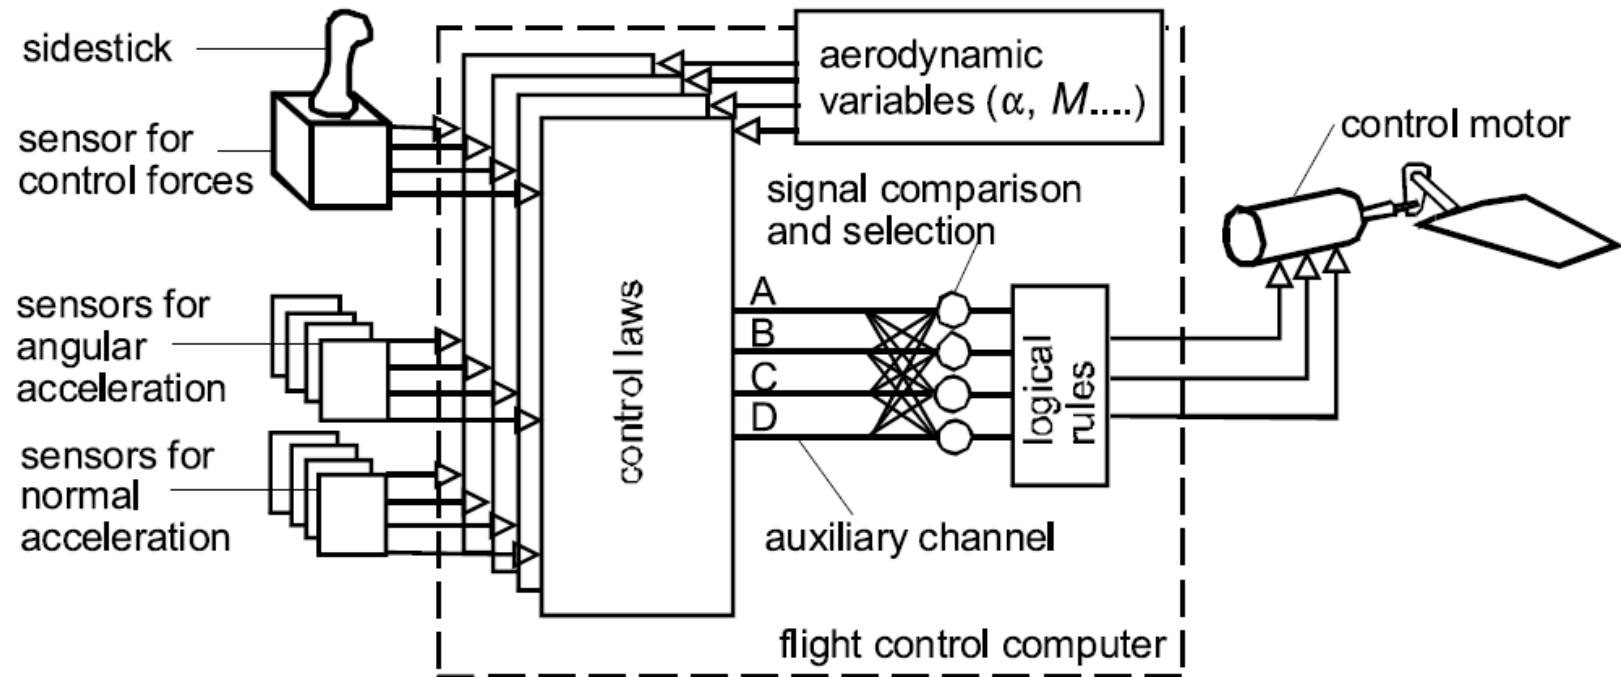 sidestick
sensor for
control forces
sensors for
angular
acceleration
sensors for
normal
acceleration
aerodynamic
variables (α, M....)
control motor
signal comparison
and selection
control laws
A
B
C
D
logical
rules
auxiliary channel
flight control computer